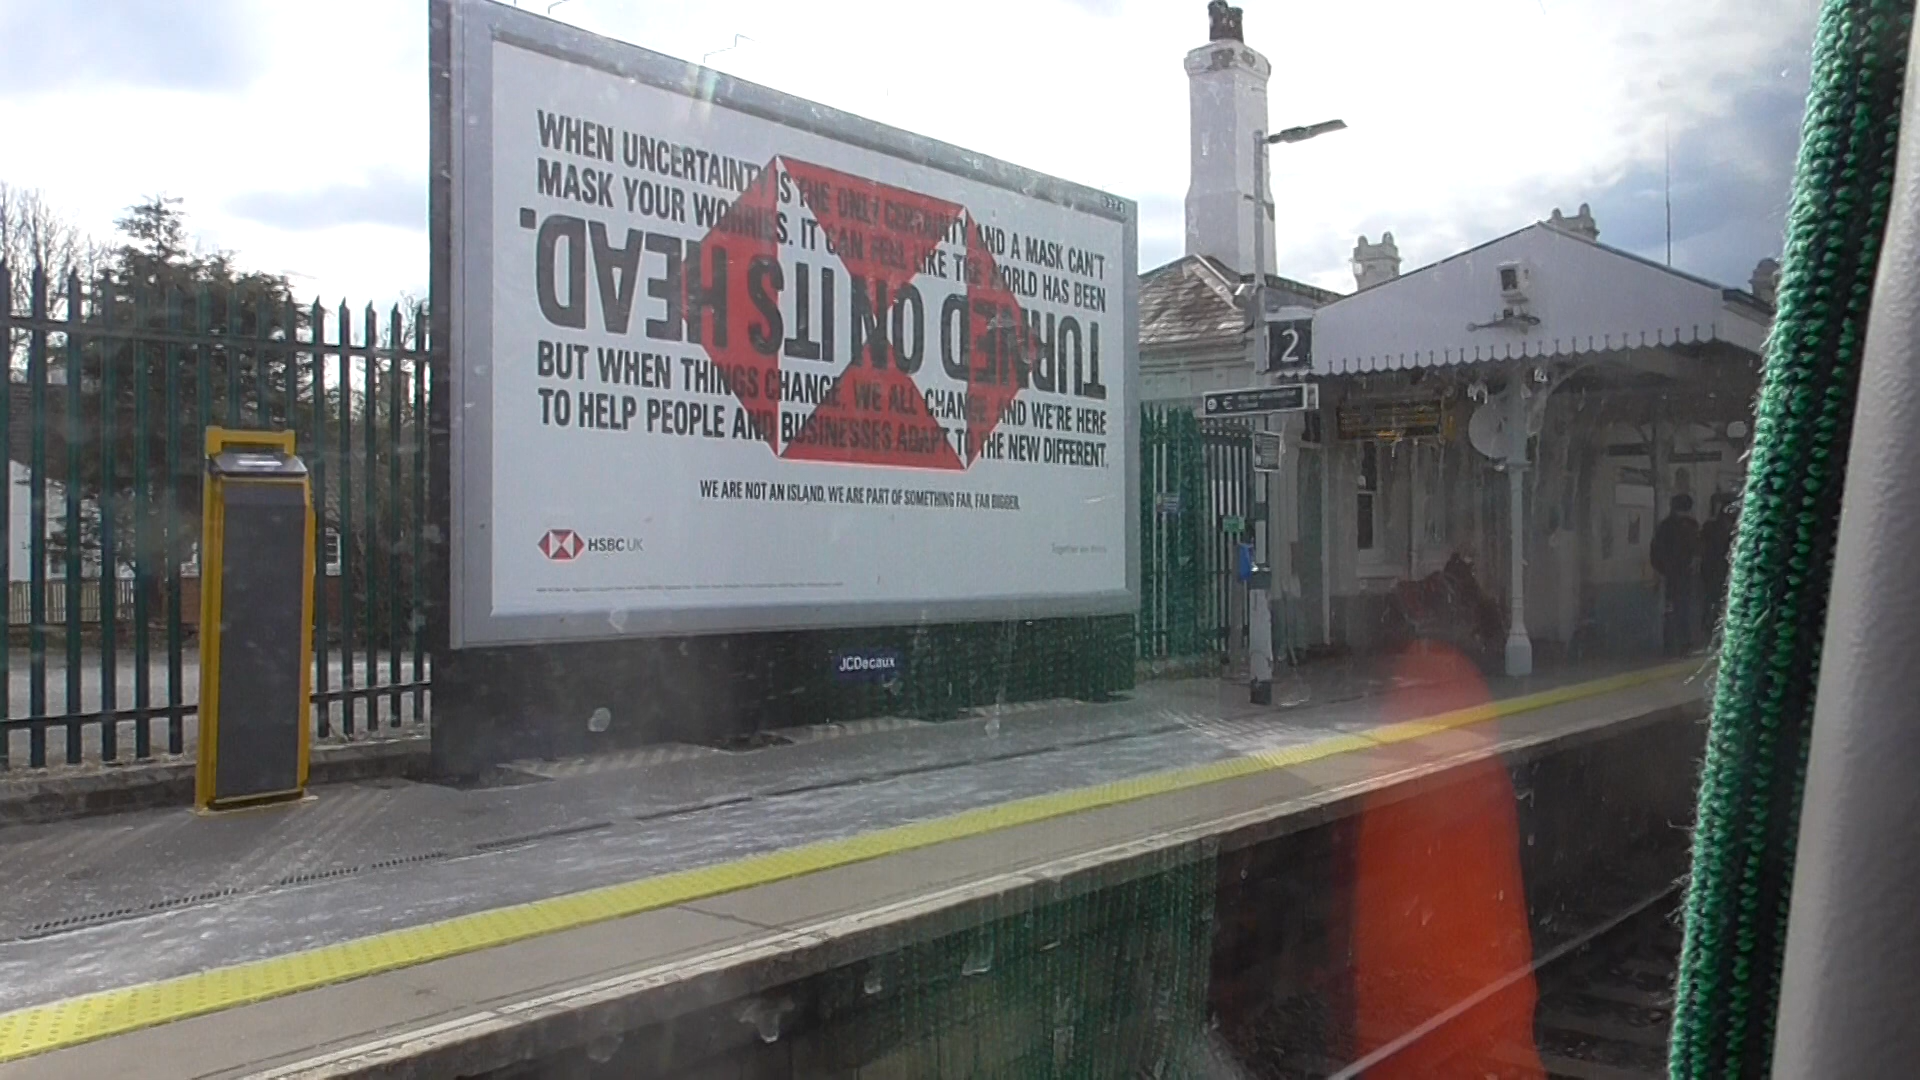 WHEN UNCERTAINTY IS THE ONLY CERTAINTY AND A MASK CAN'T
MASK YOUR WORRIES. IT CAN FEEL LIKE THE WORLD HAS BEEN
TURNED ON ITS HEAD.
BUT WHEN THINGS CHANGE, WE ALL CHANGE AND WE'RE HERE
TO HELP PEOPLE AND BUSINESSES ADAPT TO THE NEW DIFFERENT.
WE ARE NOT AN ISLAND. WE ARE PART OF SOMETHING FAR, FAR BIGGER.
HSBC UK
Together we thrive
JCDecaux
2